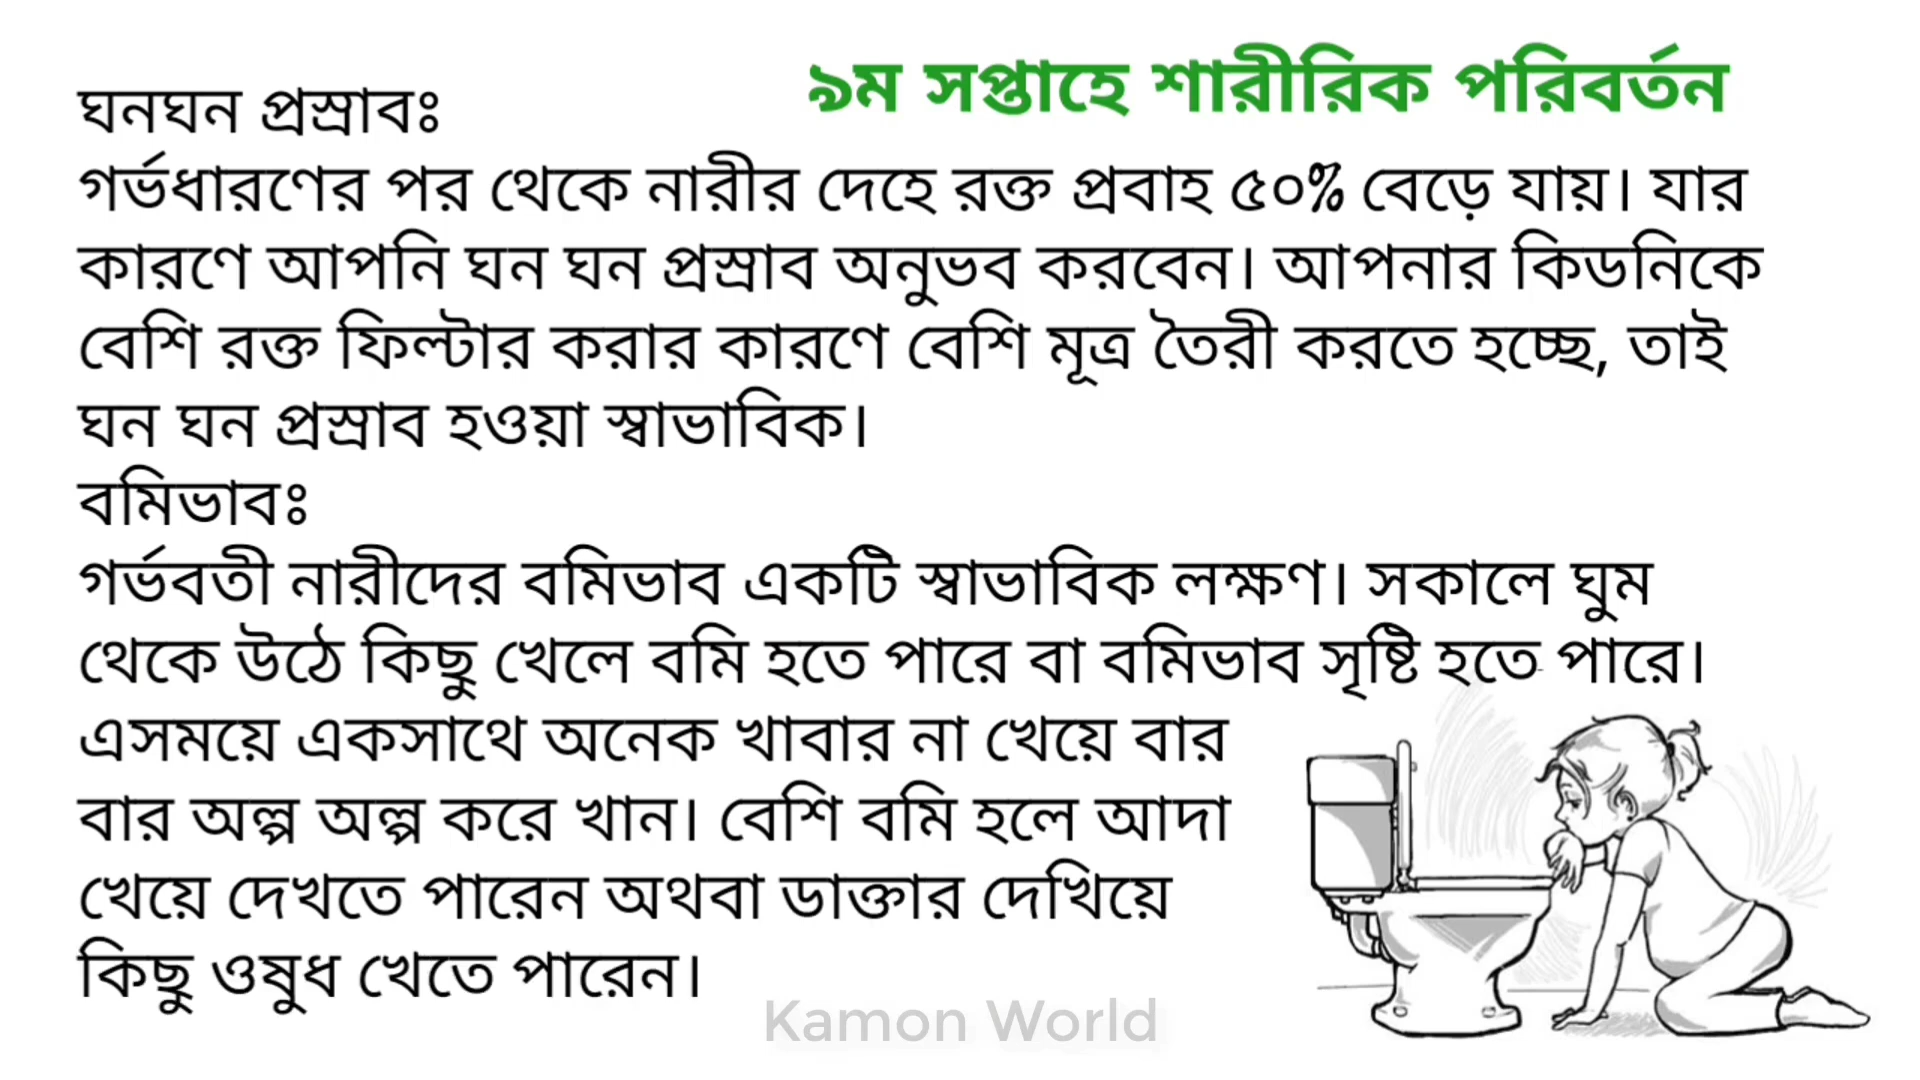 ৯ম সপ্তাহে শারীরিক পরিবর্তন
ঘনঘন প্রস্রাবঃ
গর্ভধারণের পর থেকে নারীর দেহে রক্ত প্রবাহ ৫০% বেড়ে যায়। যার
কারণে আপনি ঘন ঘন প্রস্রাব অনুভব করবেন। আপনার কিডনিকে
বেশি রক্ত ফিল্টার করার কারণে বেশি মূত্র তৈরী করতে হচ্ছে, তাই
ঘন ঘন প্রস্রাব হওয়া স্বাভাবিক।
বমিভাবঃ
গর্ভবতী নারীদের বমিভাব একটি স্বাভাবিক লক্ষণ। সকালে ঘুম
থেকে উঠে কিছু খেলে বমি হতে পারে বা বমিভাব সৃষ্টি হতে পারে।
এসময়ে একসাথে অনেক খাবার না খেয়ে বার
বার অল্প অল্প করে খান। বেশি বমি হলে আদা
খেয়ে দেখতে পারেন অথবা ডাক্তার দেখিয়ে
কিছু ওষুধ খেতে পারেন।
Kamon World